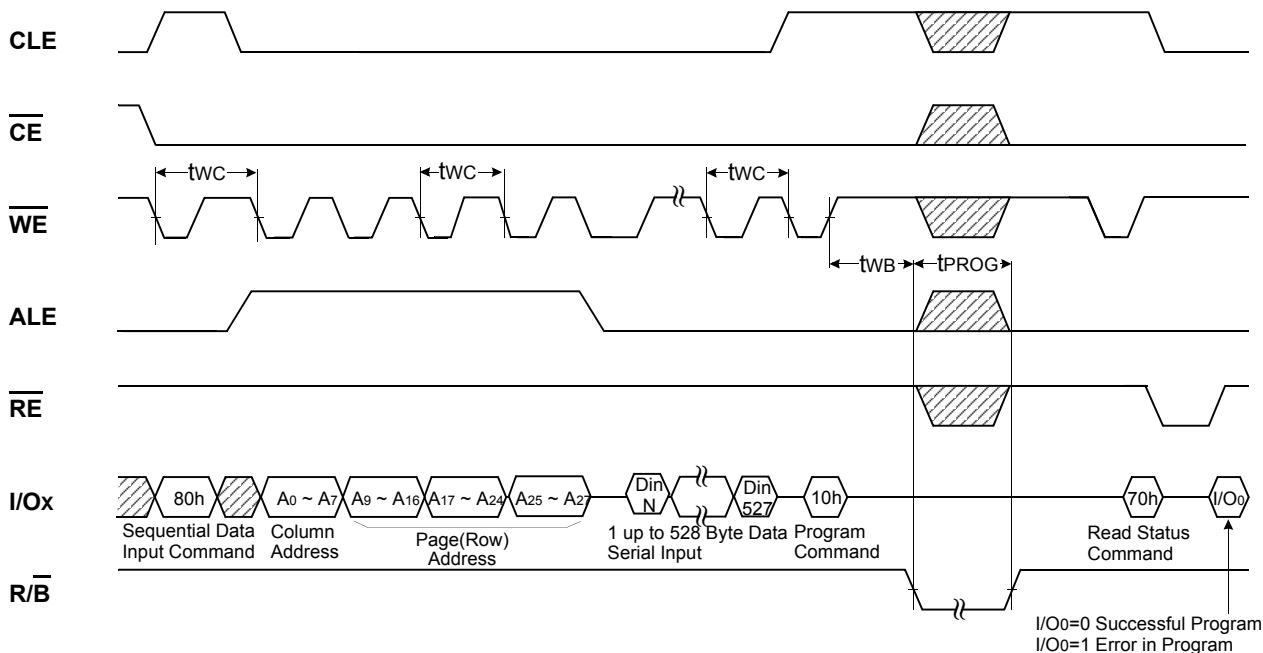 CLE
CE
tWC
tWC
tWC
WE
tWB
tPROG
ALE
RE
I/Ox
80h
A0 ~ A7
A9 ~ A16
A17 ~ A24
A25 ~ A27
Din
N
Din
527
10h
70h
I/O0
Sequential Data
Input Command
Column
Address
Page(Row)
Address
1 up to 528 Byte Data
Serial Input
Program
Command
Read Status
Command
R/B
I/O0=0 Successful Program
I/O0=1 Error in Program